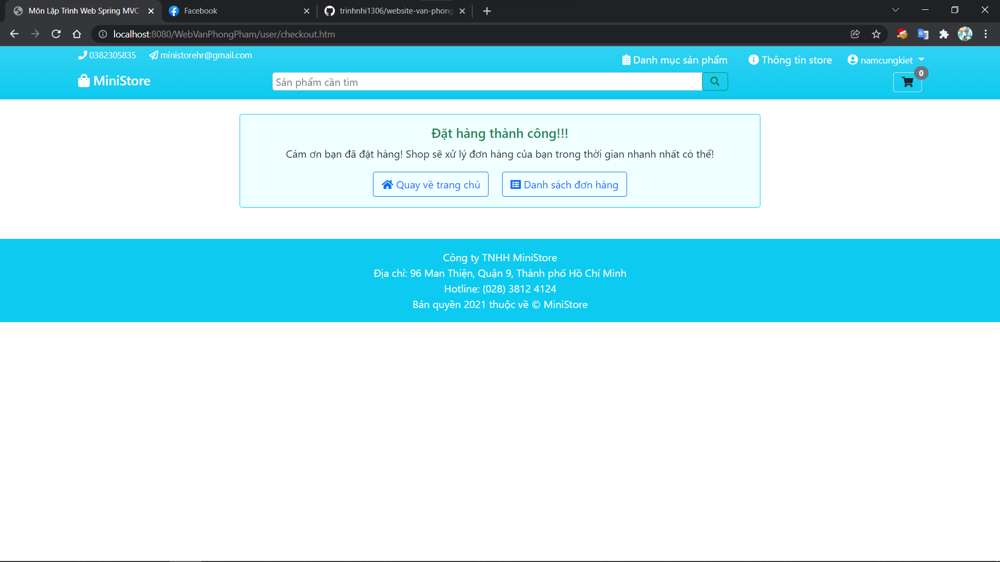 Môn Lập Trình Web Spring MVC
Facebook
trinhnhi1306/website-van-phong
localhost:8080/WebVanPhongPham/user/checkout.htm
0382305835
ministorehr@gmail.com
Danh mục sản phẩm
Thông tin store
namcungkiet
MiniStore
Sản phẩm cần tìm
0
Đặt hàng thành công!!!
Cám ơn bạn đã đặt hàng! Shop sẽ xử lý đơn hàng của bạn trong thời gian nhanh nhất có thể!
Quay về trang chủ
Danh sách đơn hàng
Công ty TNHH MiniStore
Địa chỉ: 96 Man Thiện, Quận 9, Thành phố Hồ Chí Minh
Hotline: (028) 3812 4124
Bản quyền 2021 thuộc về © MiniStore